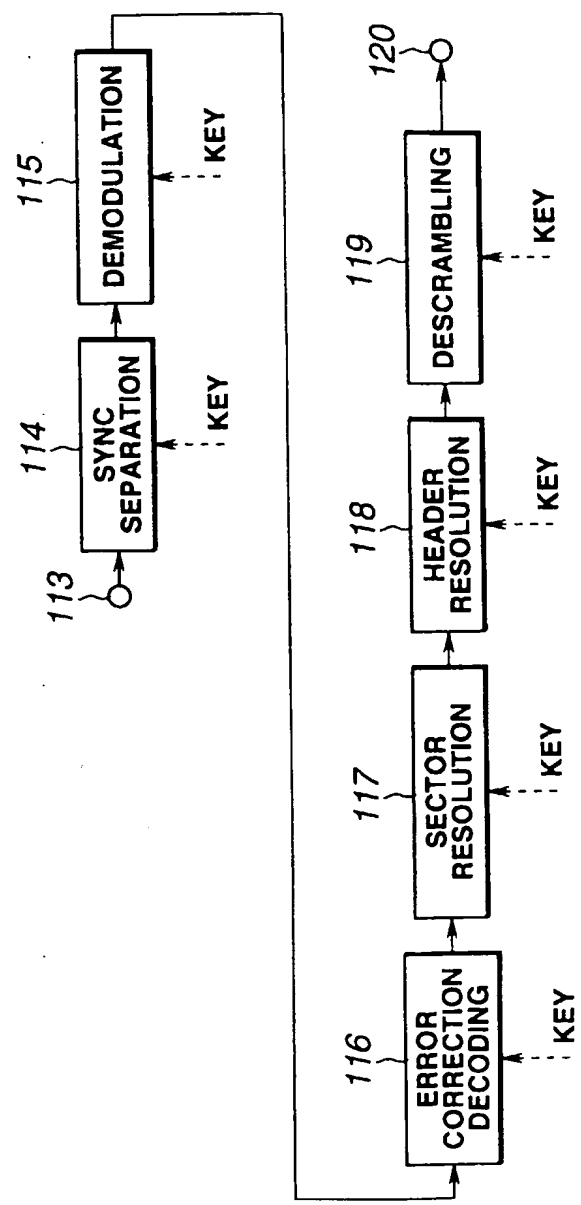 113
114
SYNC
SEPARATION
KEY
115
DEMODULATION
KEY
116
ERROR
CORRECTION
DECODING
KEY
117
SECTOR
RESOLUTION
KEY
118
HEADER
RESOLUTION
KEY
119
DESCRAMBLING
KEY
120